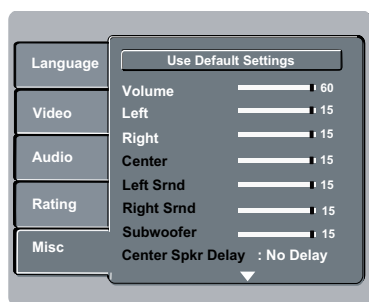 Language
Video
Audio
Rating
Misc
Use Default Settings
Volume 60
Left 15
Right 15
Center 15
Left Srnd 15
Right Srnd 15
Subwoofer 15
Center Spkr Delay : No Delay